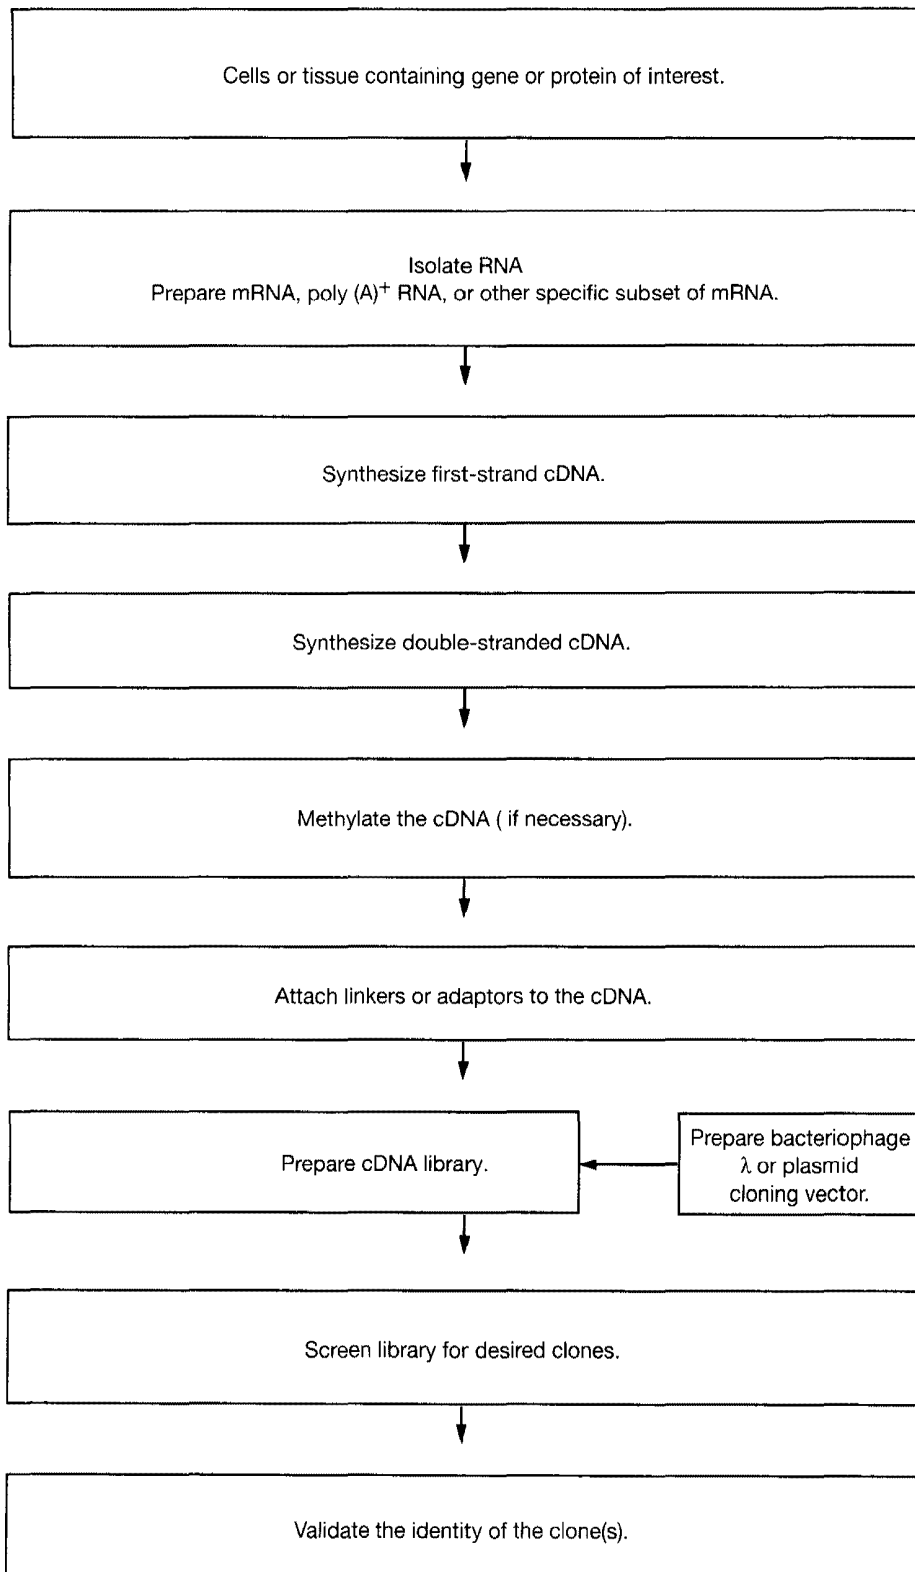 Cells or tissue containing gene or protein of interest.
Isolate RNA
Prepare mRNA, poly (A)+ RNA, or other specific subset of mRNA.
Synthesize first-strand cDNA.
Synthesize double-stranded cDNA.
Methylate the cDNA ( if necessary).
Attach linkers or adaptors to the cDNA.
Prepare cDNA library.
Prepare bacteriophage
λ or plasmid
cloning vector.
Screen library for desired clones.
Validate the identity of the clone(s).